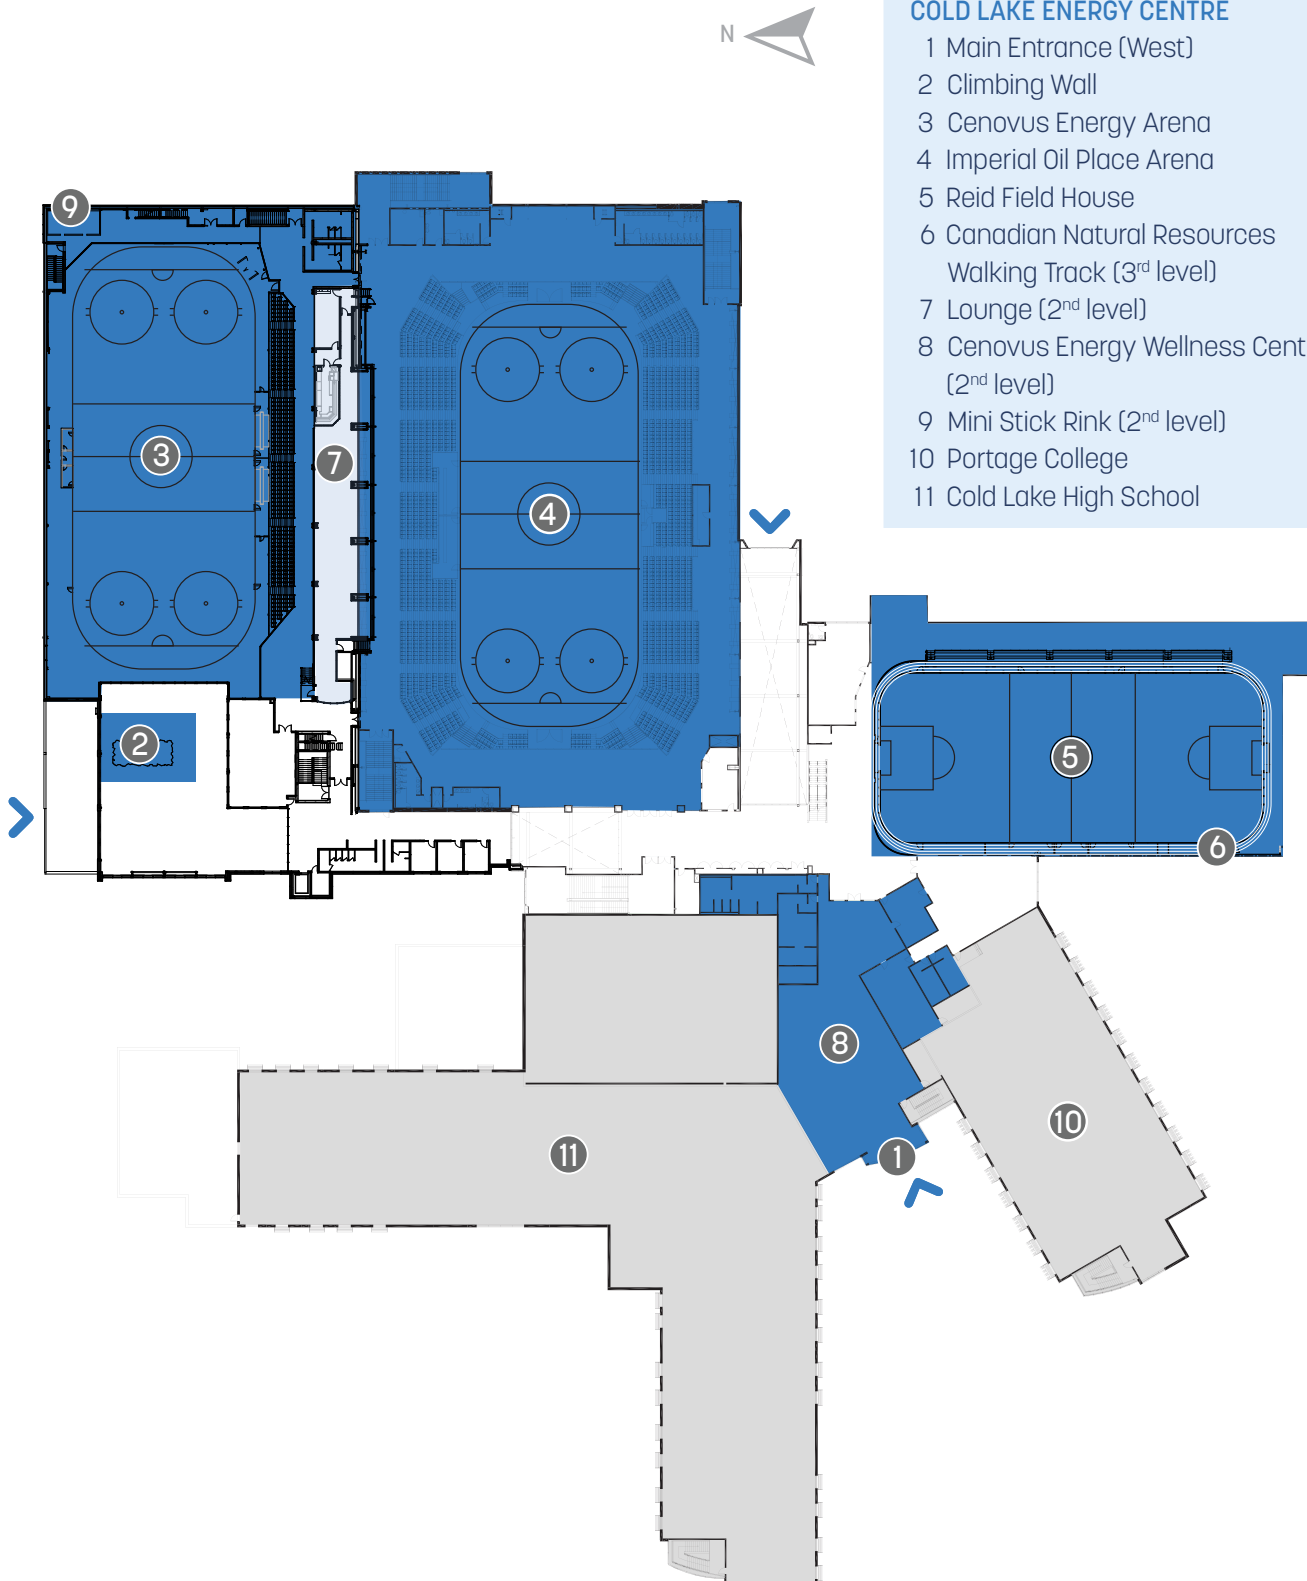 COLD LAKE ENERGY CENTRE
N
1 Main Entrance (West)
2 Climbing Wall
3 Cenovus Energy Arena
4 Imperial Oil Place Arena
5 Reid Field House
6 Canadian Natural Resources
Walking Track (3rd level)
7 Lounge (2nd level)
8 Cenovus Energy Wellness Cent
(2nd level)
9 Mini Stick Rink (2nd level)
10 Portage College
11 Cold Lake High School
9
3
7
4
2
5
6
8
10
11
1